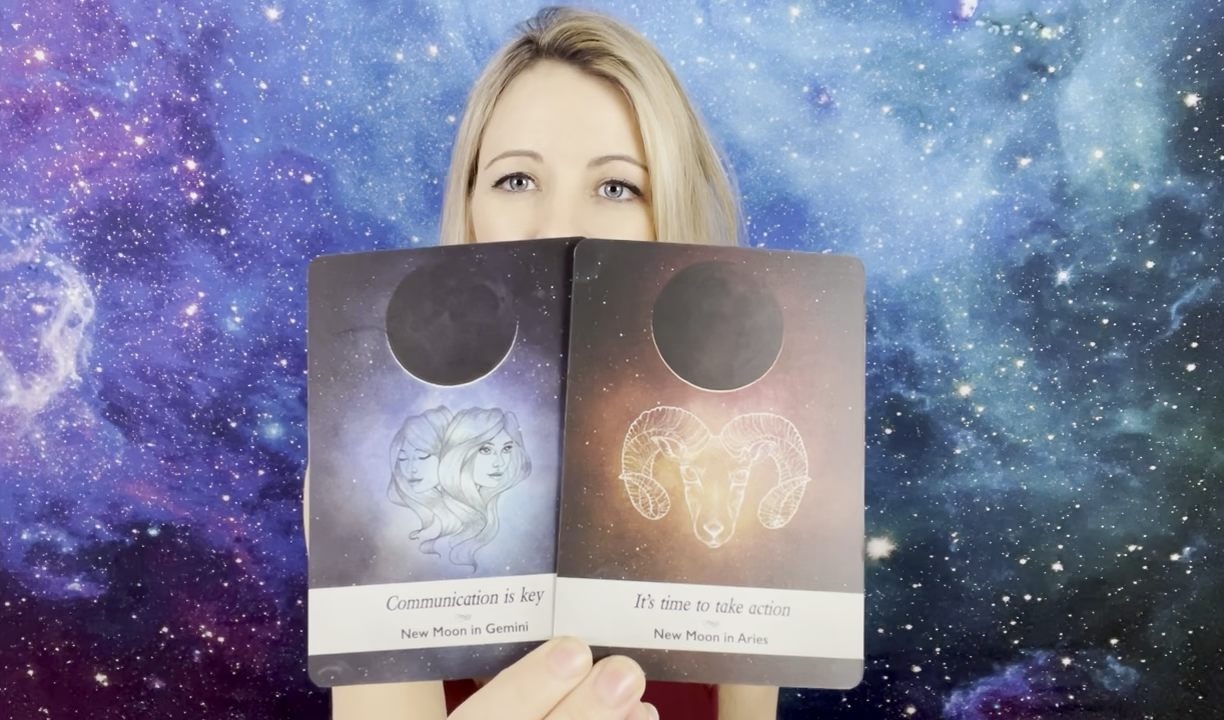 Communication is key
New Moon in Gemini
It's time to take action
New Moon in Aries